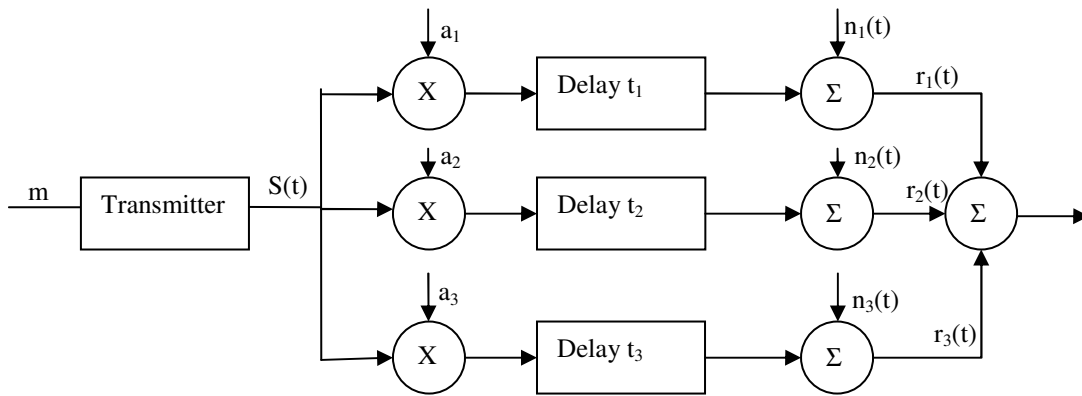 a₁
n₁(t)
X
Delay t₁
Σ
r₁(t)
a₂
n₂(t)
m
Transmitter
S(t)
X
Delay t₂
Σ
r₂(t)
Σ
a₃
n₃(t)
X
Delay t₃
Σ
r₃(t)